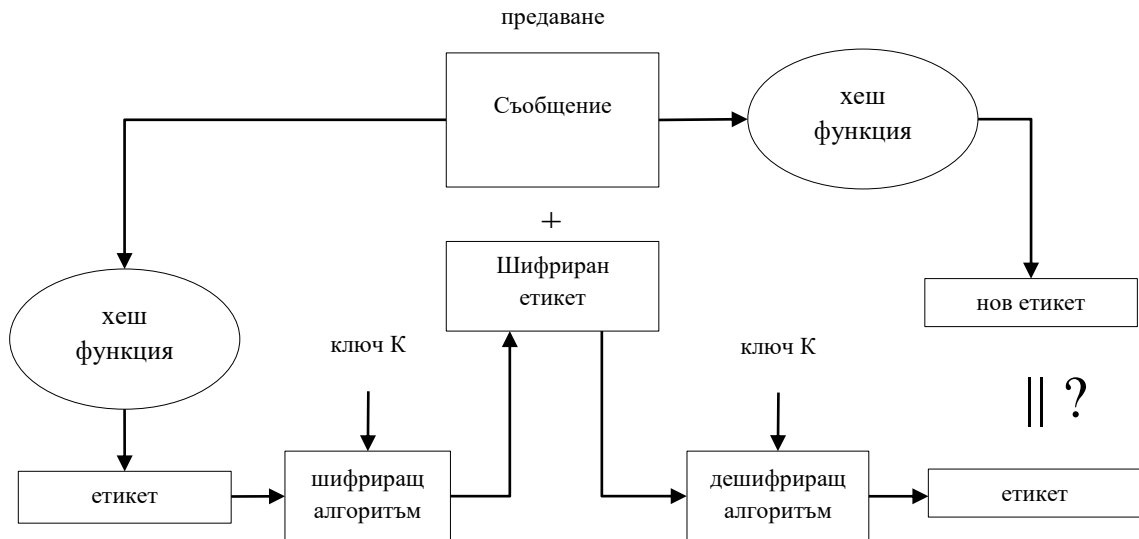 предаване
Съобщение
хеш
функция
+
Шифриран
етикет
нов етикет
хеш
функция
ключ К
ключ К
|| ?
етикет
шифриращ
алгоритъм
дешифриращ
алгоритъм
етикет